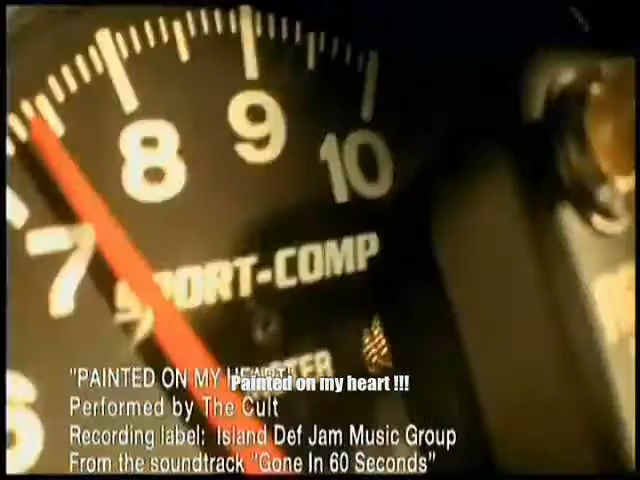 8 9 10
7
SPORT-COMP
6
"PAINTED ON MY HEART"
Painted on my heart !!!
Performed by The Cult
Recording label: Island Def Jam Music Group
From the soundtrack "Gone In 60 Seconds"